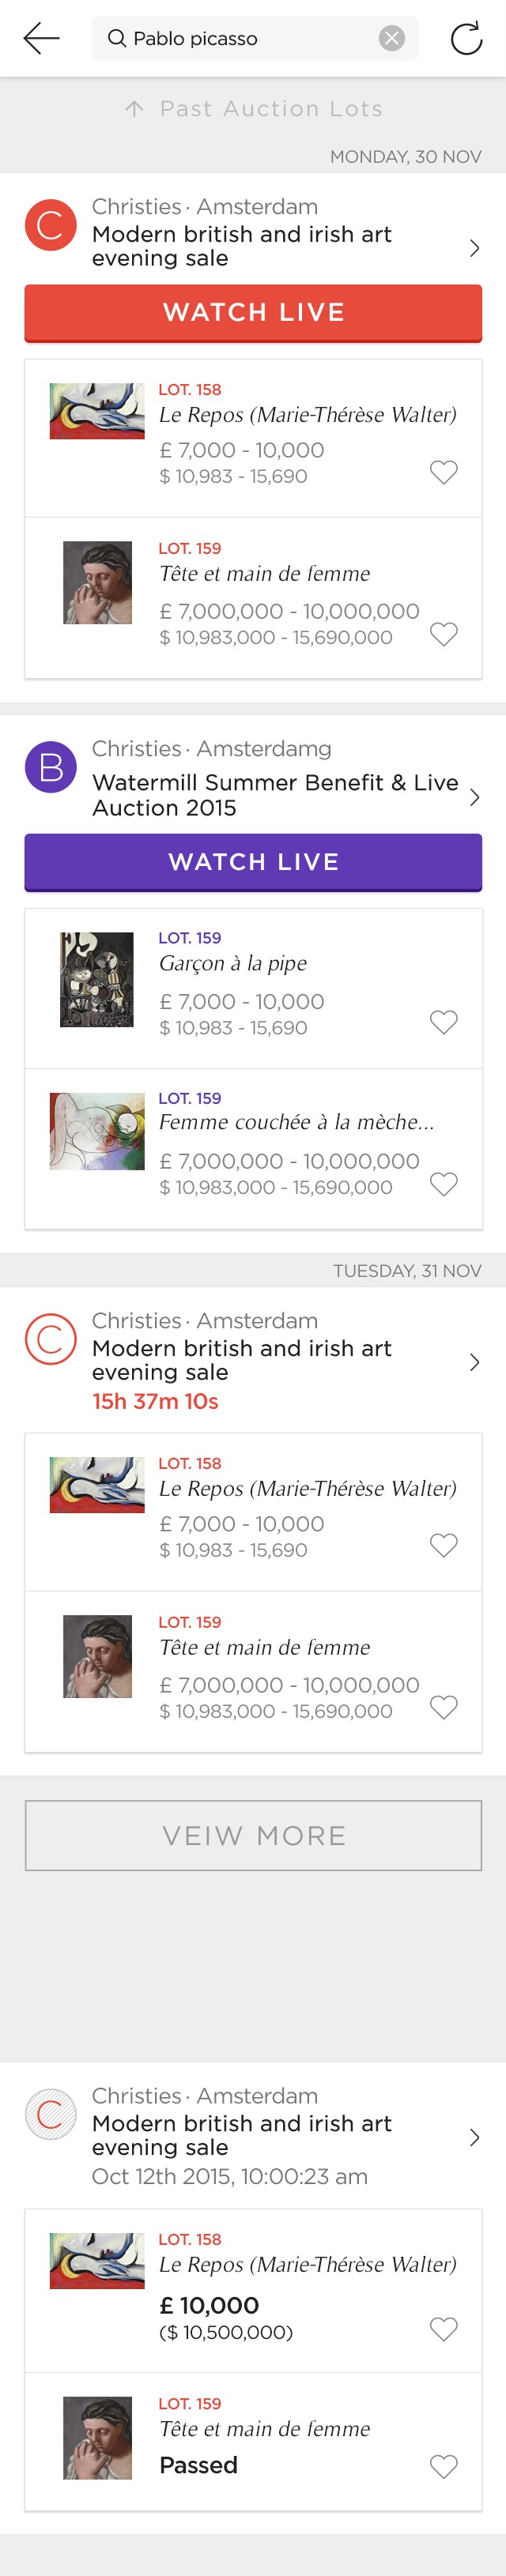 Pablo picasso
↑ Past Auction Lots
MONDAY, 30 NOV
C
Christies · Amsterdam
Modern british and irish art
evening sale
WATCH LIVE
LOT. 158
Le Repos (Marie-Thérèse Walter)
£ 7,000 - 10,000
$ 10,983 - 15,690
LOT. 159
Tête et main de femme
£ 7,000,000 - 10,000,000
$ 10,983,000 - 15,690,000
B
Christies · Amsterdamg
Watermill Summer Benefit & Live
Auction 2015
WATCH LIVE
LOT. 159
Garçon à la pipe
£ 7,000 - 10,000
$ 10,983 - 15,690
LOT. 159
Femme couchée à la mèche...
£ 7,000,000 - 10,000,000
$ 10,983,000 - 15,690,000
TUESDAY, 31 NOV
C
Christies · Amsterdam
Modern british and irish art
evening sale
15h 37m 10s
LOT. 158
Le Repos (Marie-Thérèse Walter)
£ 7,000 - 10,000
$ 10,983 - 15,690
LOT. 159
Tête et main de femme
£ 7,000,000 - 10,000,000
$ 10,983,000 - 15,690,000
VEIW MORE
C
Christies · Amsterdam
Modern british and irish art
evening sale
Oct 12th 2015, 10:00:23 am
LOT. 158
Le Repos (Marie-Thérèse Walter)
£ 10,000
($ 10,500,000)
LOT. 159
Tête et main de femme
Passed